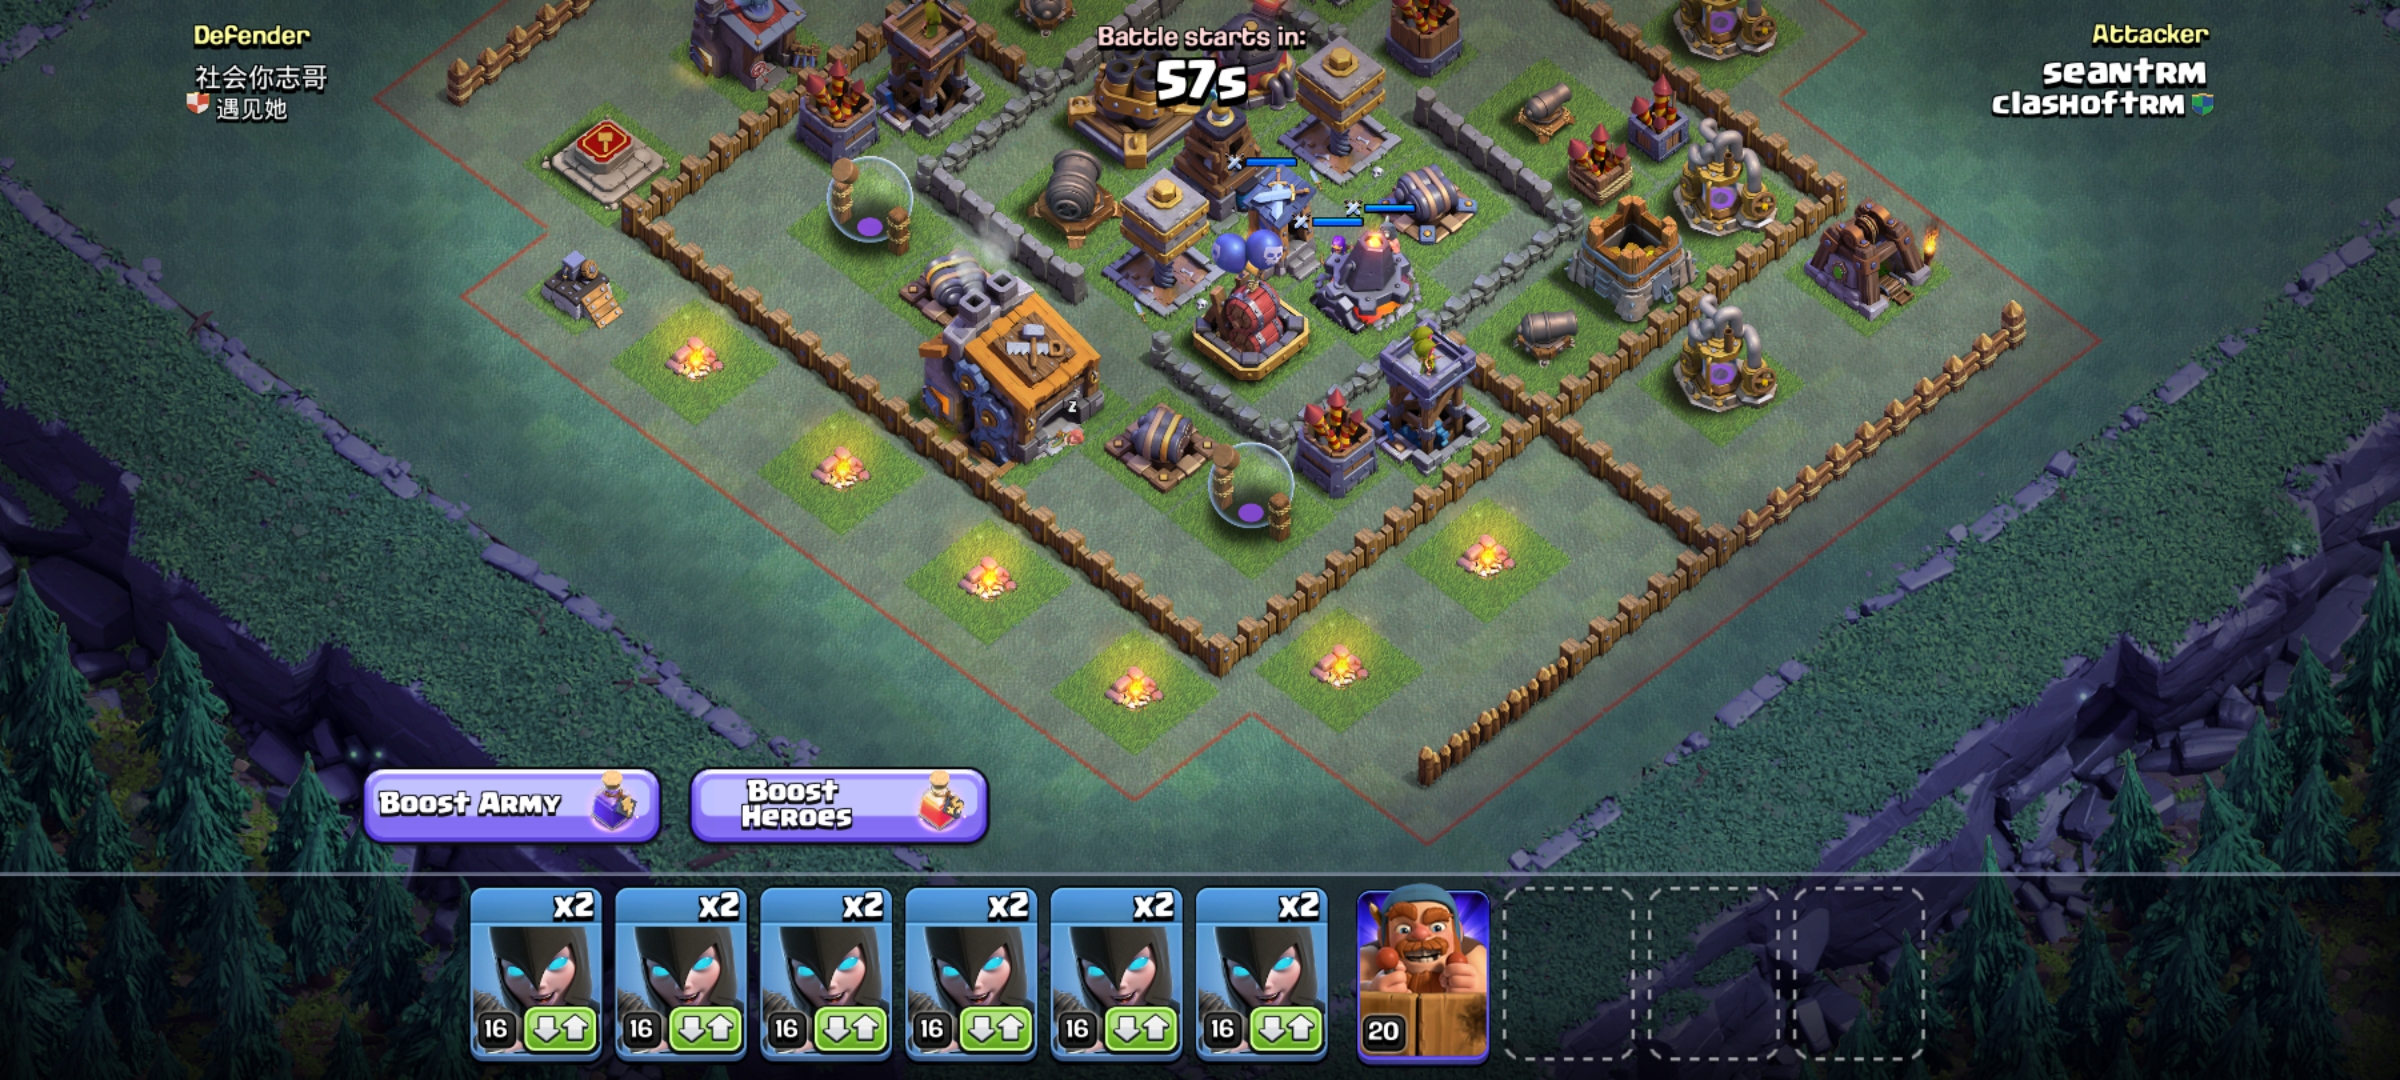 Defender
社会你志哥
遇见她
Battle starts in:
57s
Attacker
seantRM
clashoftRM
z
Boost Army
Boost
Heroes
x2
x2
x2
x2
x2
x2
16
16
16
16
16
16
20